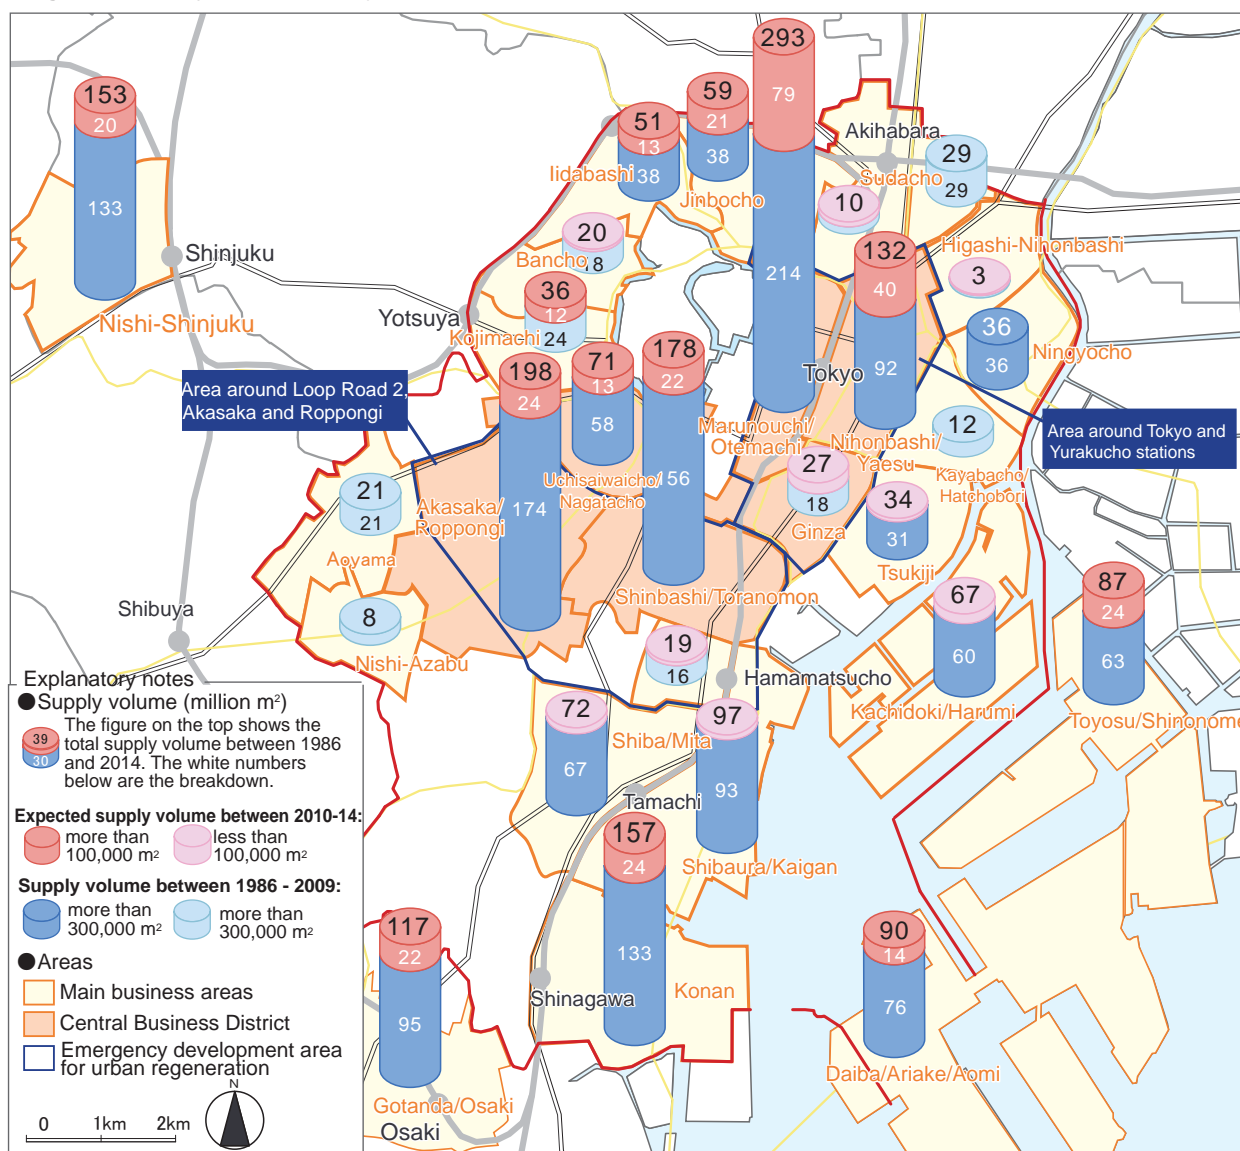 293
79
214
153
20
133
59
21
38
51
13
38
Iidabashi
Jinbocho
Akihabara
Sudacho
29
29
10
20
18
Bancho
132
40
92
Higashi-Nihonbashi
3
Shinjuku
Nishi-Shinjuku
Yotsuya
36
12
24
Kojimachi
36
36
Ningyocho
Area around Loop Road 2,
Akasaka and Roppongi
198
24
174
71
13
58
178
22
156
Tokyo
Marunouchi/
Otemachi
Nihonbashi/
Yaesu
12
Kayabacho/
Hatchobori
Area around Tokyo and
Yurakucho stations
Uchisaiwaicho/
Nagatacho
Akasaka/
Roppongi
27
18
Ginza
34
31
Tsukiji
21
21
Aoyama
8
Nishi-Azabu
Shibuya
Shinbashi/Toranomon
19
16
Hamamatsucho
67
60
Kachidoki/Harumi
87
24
63
Toyosu/Shinonome
72
67
Shiba/Mita
97
93
Shibaura/Kaigan
Tamachi
157
24
133
Konan
Shinagawa
117
22
95
Gotanda/Osaki
Osaki
90
14
76
Daiba/Ariake/Aomi
Explanatory notes
●Supply volume (million m²)
39
30
The figure on the top shows the
total supply volume between 1986
and 2014. The white numbers
below are the breakdown.
Expected supply volume between 2010-14:
more than
100,000 m²
less than
100,000 m²
Supply volume between 1986 - 2009:
more than
300,000 m²
more than
300,000 m²
●Areas
Main business areas
Central Business District
Emergency development area
for urban regeneration
0 1km 2km
N